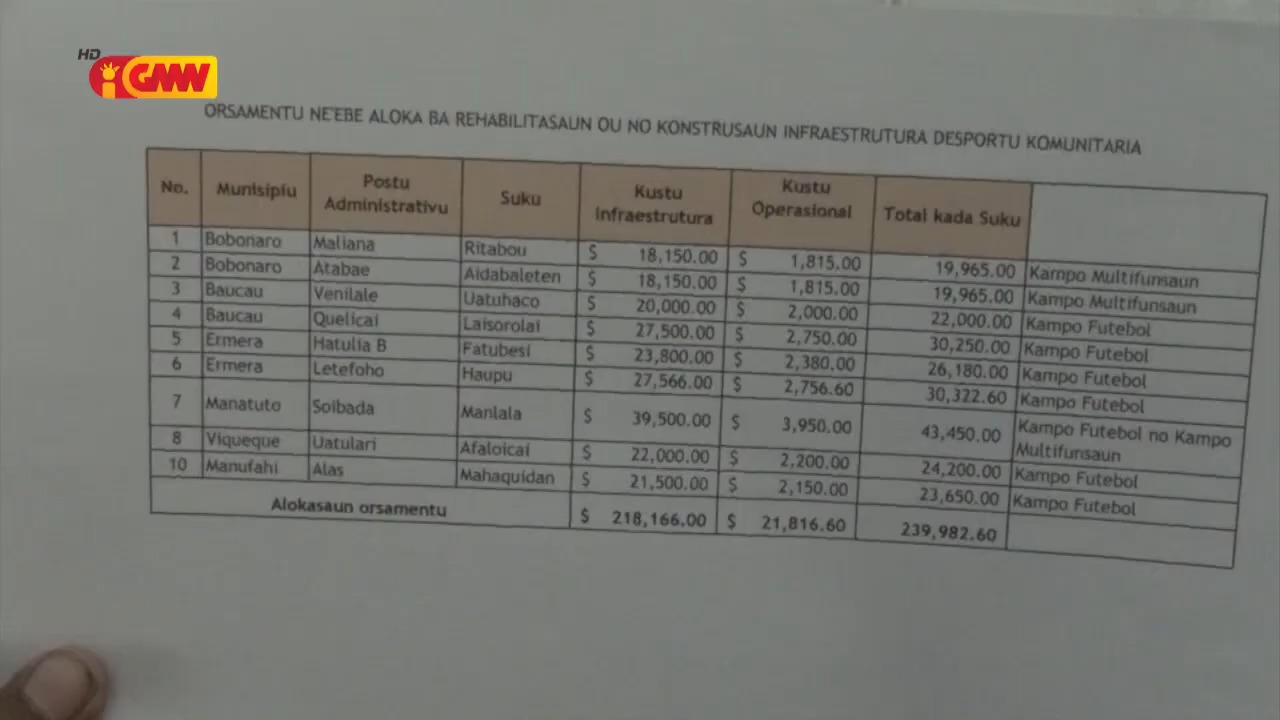 HD
GMN
ORSAMENTU NE'EBE ALOKA BA REHABILITASAUN OU NO KONSTRUSAUN INFRAESTRUTURA DESPORTU KOMUNITARIA
No. Munisipiu Postu Administrativu Suku Kustu Infraestrutura Kustu Operasional Total kada Suku
1 Bobonaro Maliana Ritabou $ 18,150.00 $ 1,815.00 19,965.00 Kampo Multifunsaun
2 Bobonaro Atabae Aidabaleten $ 18,150.00 $ 1,815.00 19,965.00 Kampo Multifunsaun
3 Baucau Venilale Uatuhaco $ 20,000.00 $ 2,000.00 22,000.00 Kampo Futebol
4 Baucau Quelicai Laisorolai $ 27,500.00 $ 2,750.00 30,250.00 Kampo Futebol
5 Ermera Hatulia B Fatubesi $ 23,800.00 $ 2,380.00 26,180.00 Kampo Futebol
6 Ermera Letefoho Haupu $ 27,566.00 $ 2,756.60 30,322.60 Kampo Futebol
7 Manatuto Soibada Manlala $ 39,500.00 $ 3,950.00 43,450.00 Kampo Futebol no Kampo Multifunsaun
8 Viqueque Uatulari Afaloicai $ 22,000.00 $ 2,200.00 24,200.00 Kampo Futebol
10 Manufahi Alas Mahaquidan $ 21,500.00 $ 2,150.00 23,650.00 Kampo Futebol
Alokasaun orsamentu $ 218,166.00 $ 21,816.60 239,982.60